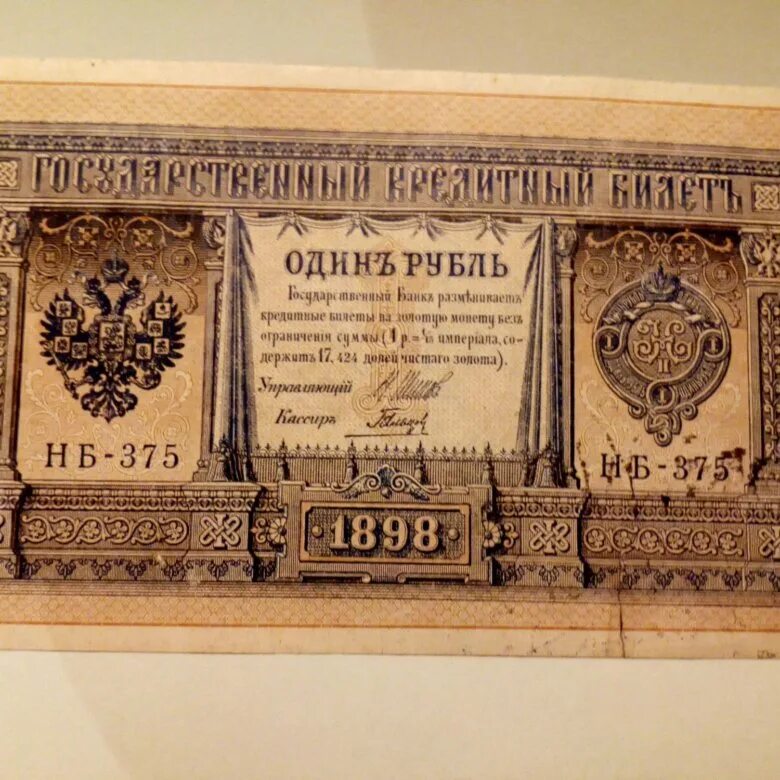 ГОСУДАРСТВЕННЫЙ КРЕДИТНЫЙ БИЛЕТЪ
ОДИНЪ РУБЛЬ
Государственный Банкъ размѣниваетъ
кредитные билеты на золотую монету безъ
ограниченія суммы (1 р. = 1/15 имперіала, со-
держитъ 17,424 долей чистаго золота).
Управляющій
Кассиръ
НБ-375
НБ-375
1898